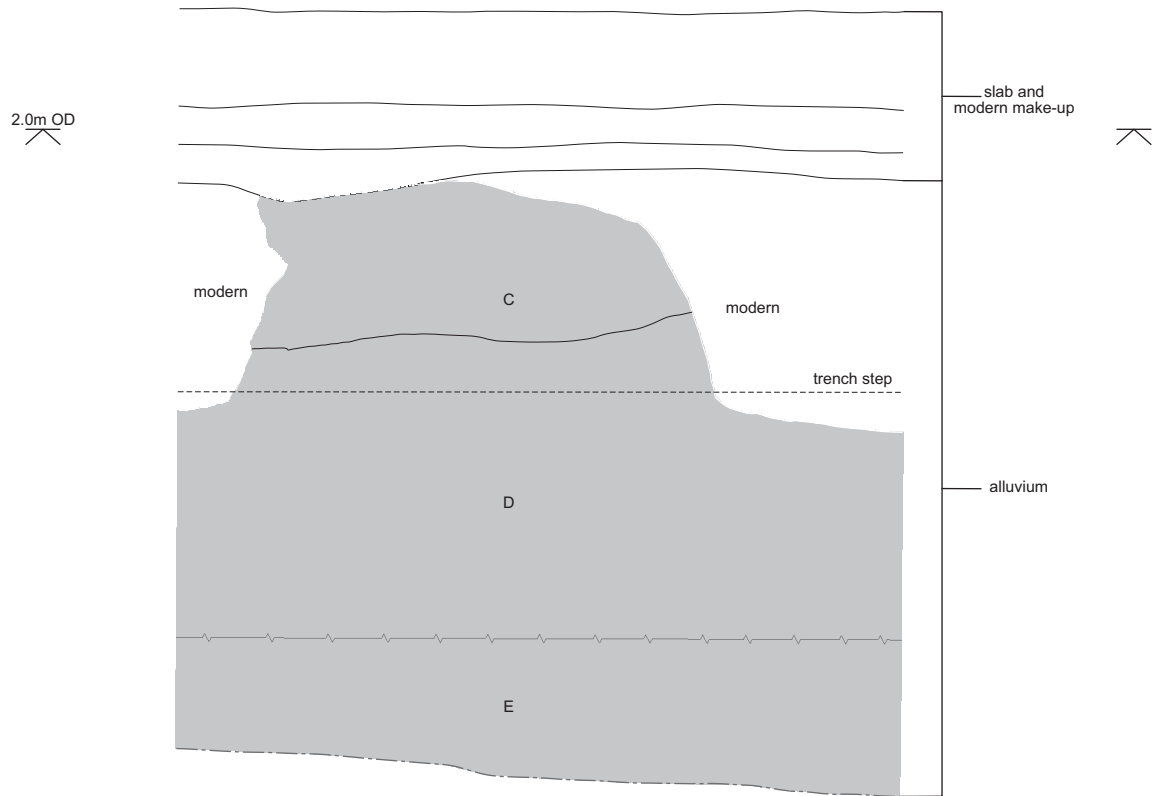 slab and
modern make-up
2.0m OD
modern
C
modern
trench step
D
alluvium
E